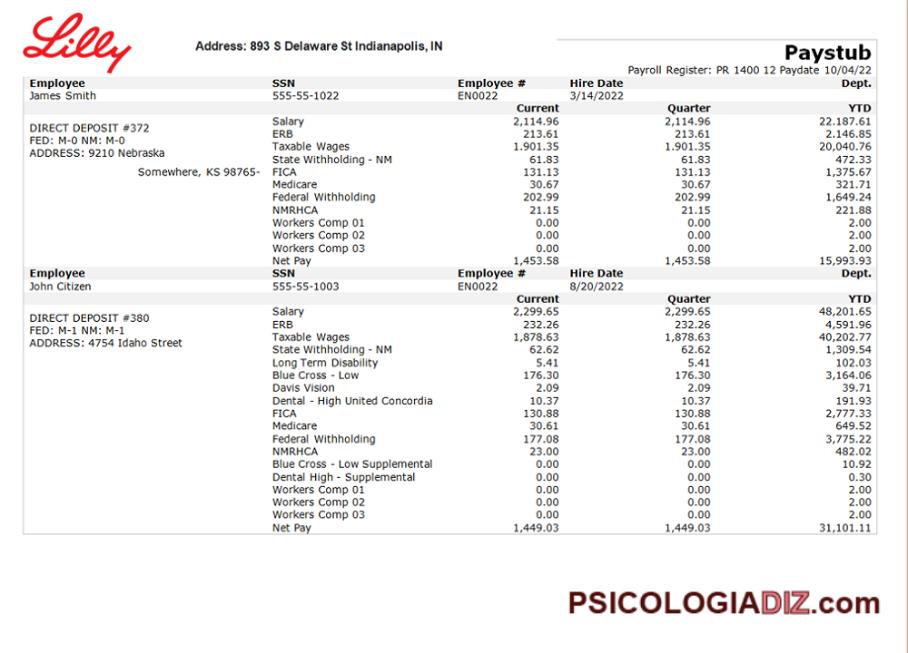 Lilly
Address: 893 S Delaware St Indianapolis, IN
Paystub
Payroll Register: PR 1400 12 Paydate 10/04/22
Employee SSN Employee # Hire Date Dept.
James Smith 555-55-1022 EN0022 3/14/2022
Current Quarter YTD
Salary 2,114.96 2,114.96 22.187.61
DIRECT DEPOSIT #372
ERB 213.61 213.61 2.146.85
FED: M-0 NM: M-0
Taxable Wages 1.901.35 1.901.35 20,040.76
ADDRESS: 9210 Nebraska
State Withholding - NM 61.83 61.83 472.33
Somewhere, KS 98765- FICA 131.13 131.13 1,375.67
Medicare 30.67 30.67 321.71
Federal Withholding 202.99 202.99 1,649.24
NMRHCA 21.15 21.15 221.88
Workers Comp 01 0.00 0.00 2.00
Workers Comp 02 0.00 0.00 2.00
Workers Comp 03 0.00 0.00 2.00
Net Pay 1,453.58 1,453.58 15,993.93
Employee SSN Employee # Hire Date Dept.
John Citizen 555-55-1003 EN0022 8/20/2022
Current Quarter YTD
Salary 2,299.65 2,299.65 48,201.65
DIRECT DEPOSIT #380
ERB 232.26 232.26 4,591.96
FED: M-1 NM: M-1
Taxable Wages 1,878.63 1,878.63 40,202.77
ADDRESS: 4754 Idaho Street
State Withholding - NM 62.62 62.62 1,309.54
Long Term Disability 5.41 5.41 102.03
Blue Cross - Low 176.30 176.30 3,164.06
Davis Vision 2.09 2.09 39.71
Dental - High United Concordia 10.37 10.37 191.93
FICA 130.88 130.88 2,777.33
Medicare 30.61 30.61 649.52
Federal Withholding 177.08 177.08 3,775.22
NMRHCA 23.00 23.00 482.02
Blue Cross - Low Supplemental 0.00 0.00 10.92
Dental High - Supplemental 0.00 0.00 0.30
Workers Comp 01 0.00 0.00 2.00
Workers Comp 02 0.00 0.00 2.00
Workers Comp 03 0.00 0.00 2.00
Net Pay 1,449.03 1,449.03 31,101.11
PSICOLOGIADIZ.com